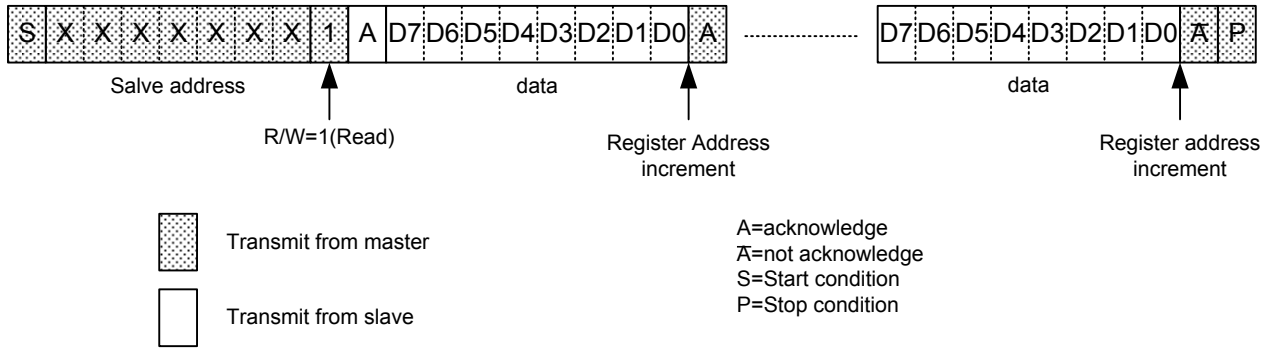 S X X X X X X X 1 A D7 D6 D5 D4 D3 D2 D1 D0 A D7 D6 D5 D4 D3 D2 D1 D0 A̅ P
Salve address
data
data
R/W=1(Read)
Register Address
increment
Register address
increment
Transmit from master
Transmit from slave
A=acknowledge
A̅=not acknowledge
S=Start condition
P=Stop condition